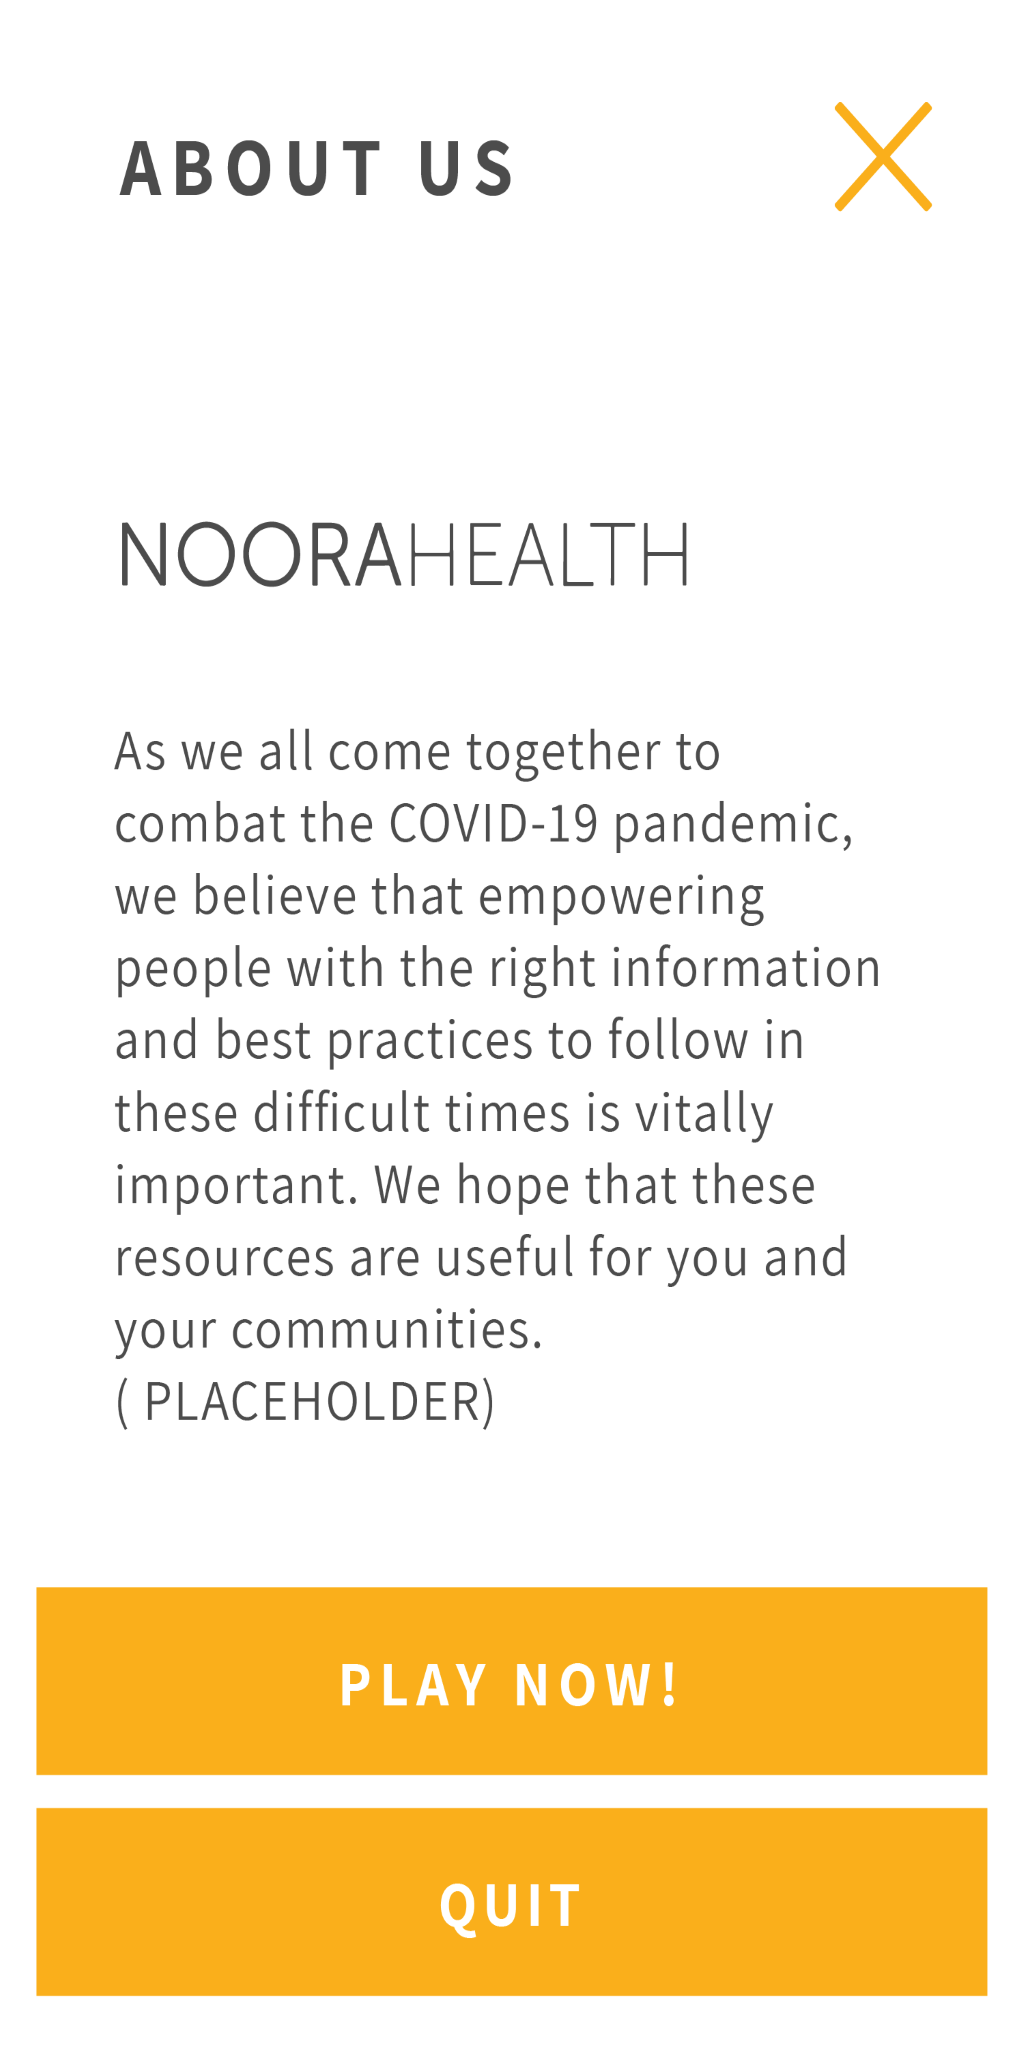 ABOUT US
NOORAHEALTH
As we all come together to
combat the COVID-19 pandemic,
we believe that empowering
people with the right information
and best practices to follow in
these difficult times is vitally
important. We hope that these
resources are useful for you and
your communities.
( PLACEHOLDER)
PLAY NOW!
QUIT